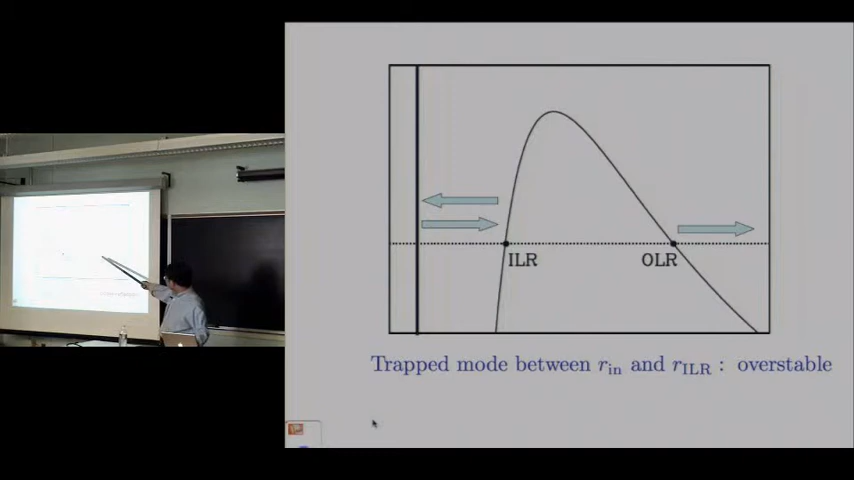 ILR OLR
Trapped mode between r_in and r_ILR : overstable